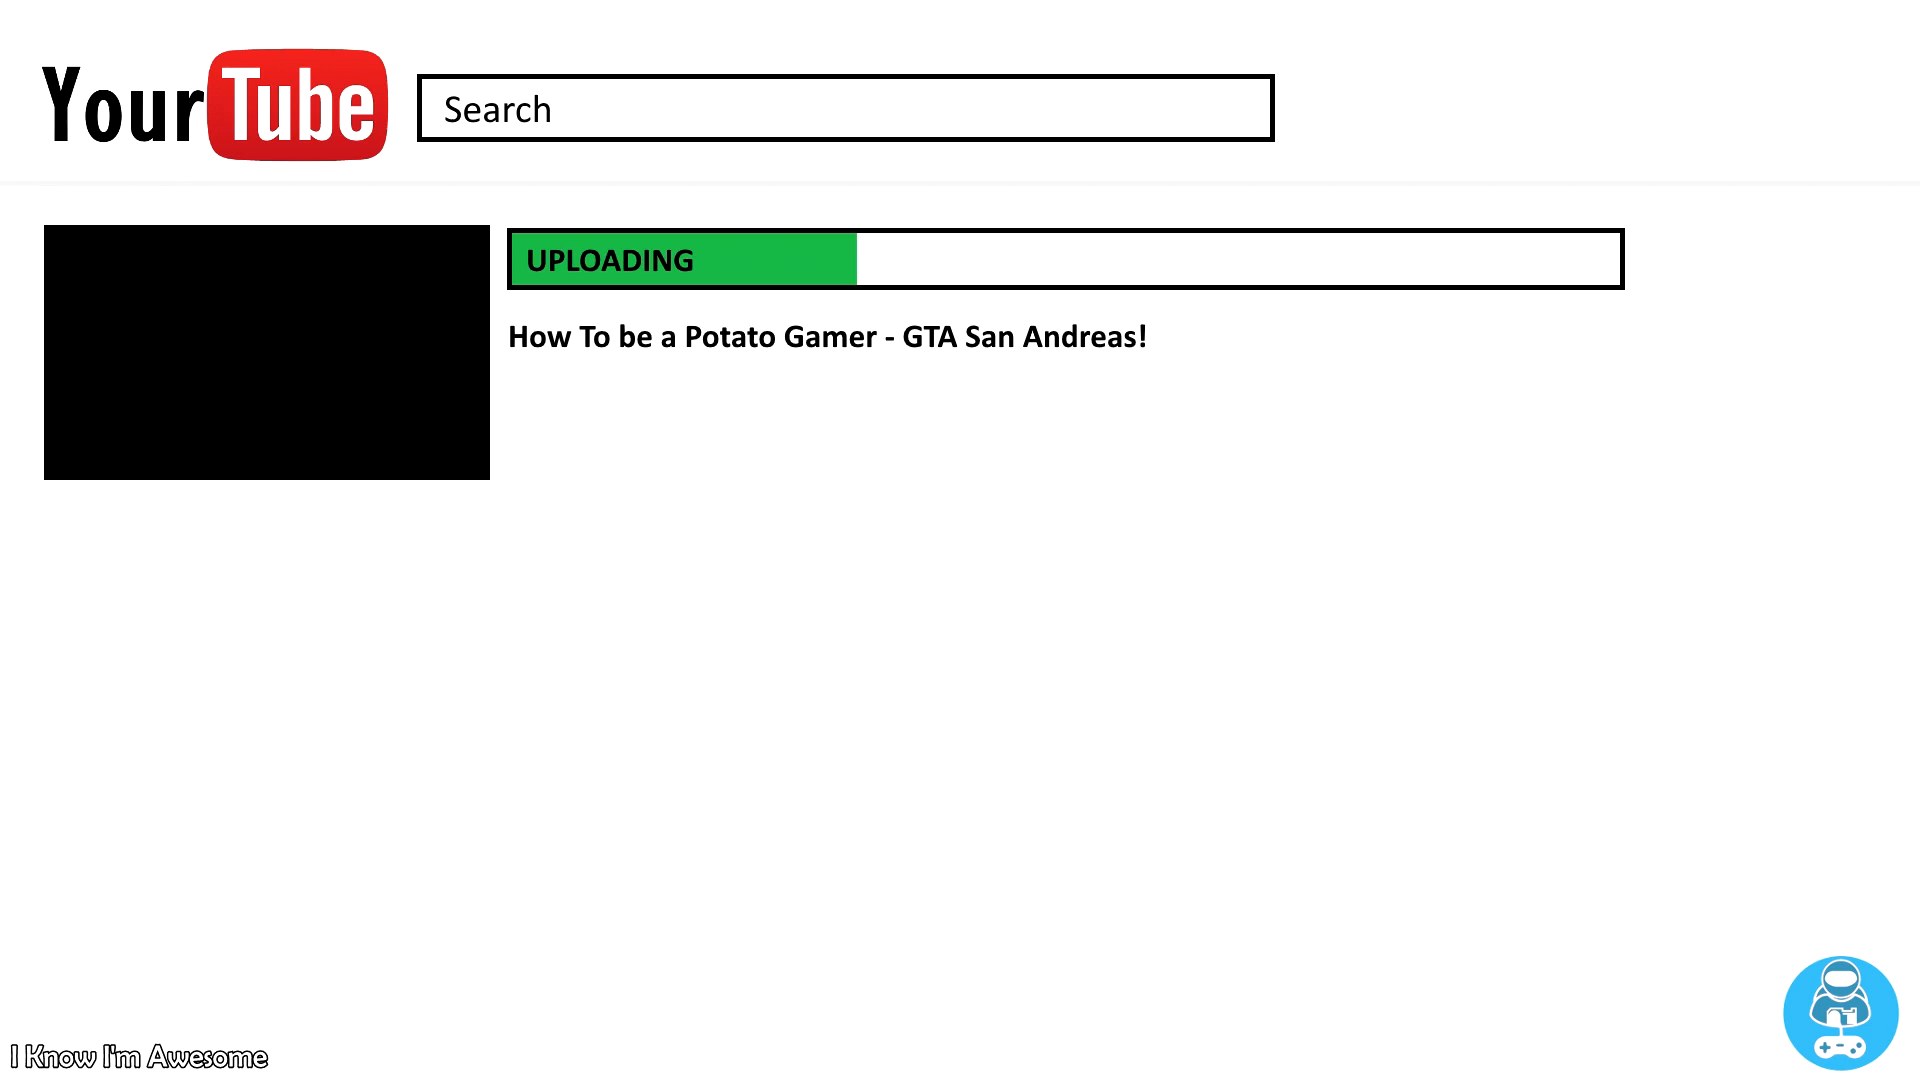 YourTube
Search
UPLOADING
How To be a Potato Gamer - GTA San Andreas!
I Know I'm Awesome